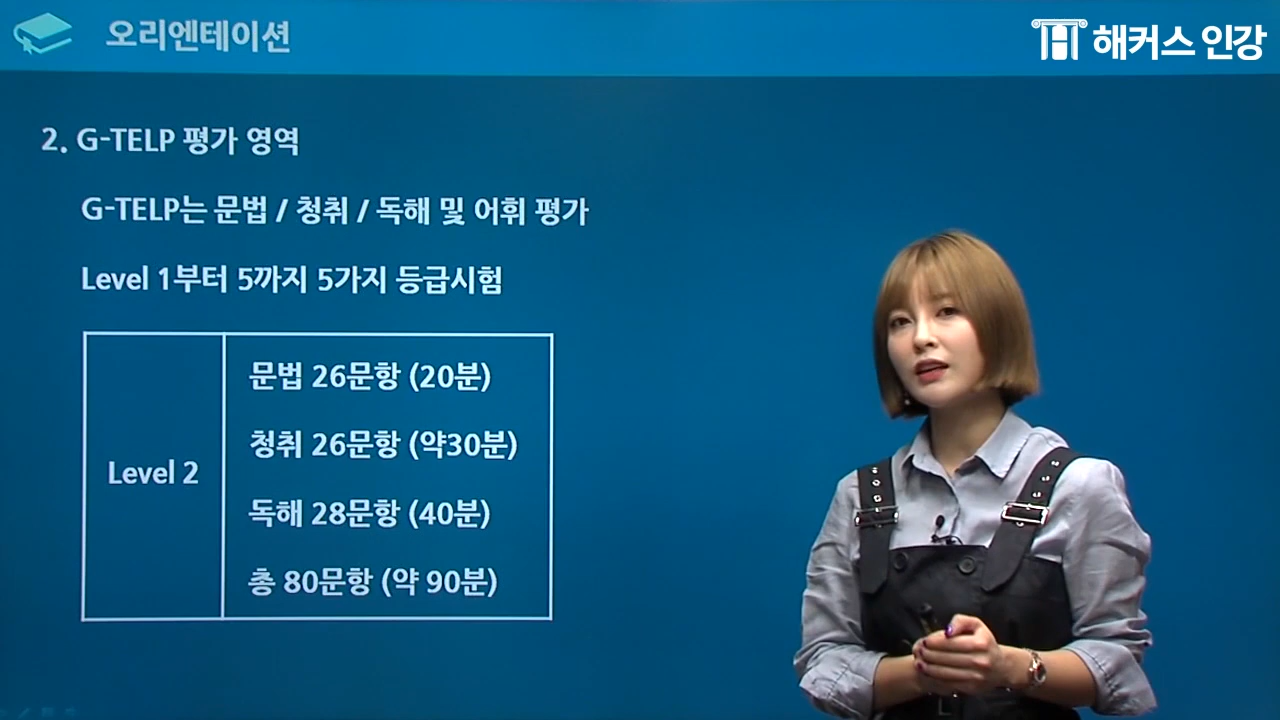 오리엔테이션
해커스 인강
2. G-TELP 평가 영역
G-TELP는 문법 / 청취 / 독해 및 어휘 평가
Level 1부터 5까지 5가지 등급시험
Level 2
문법 26문항 (20분)
청취 26문항 (약30분)
독해 28문항 (40분)
총 80문항 (약 90분)